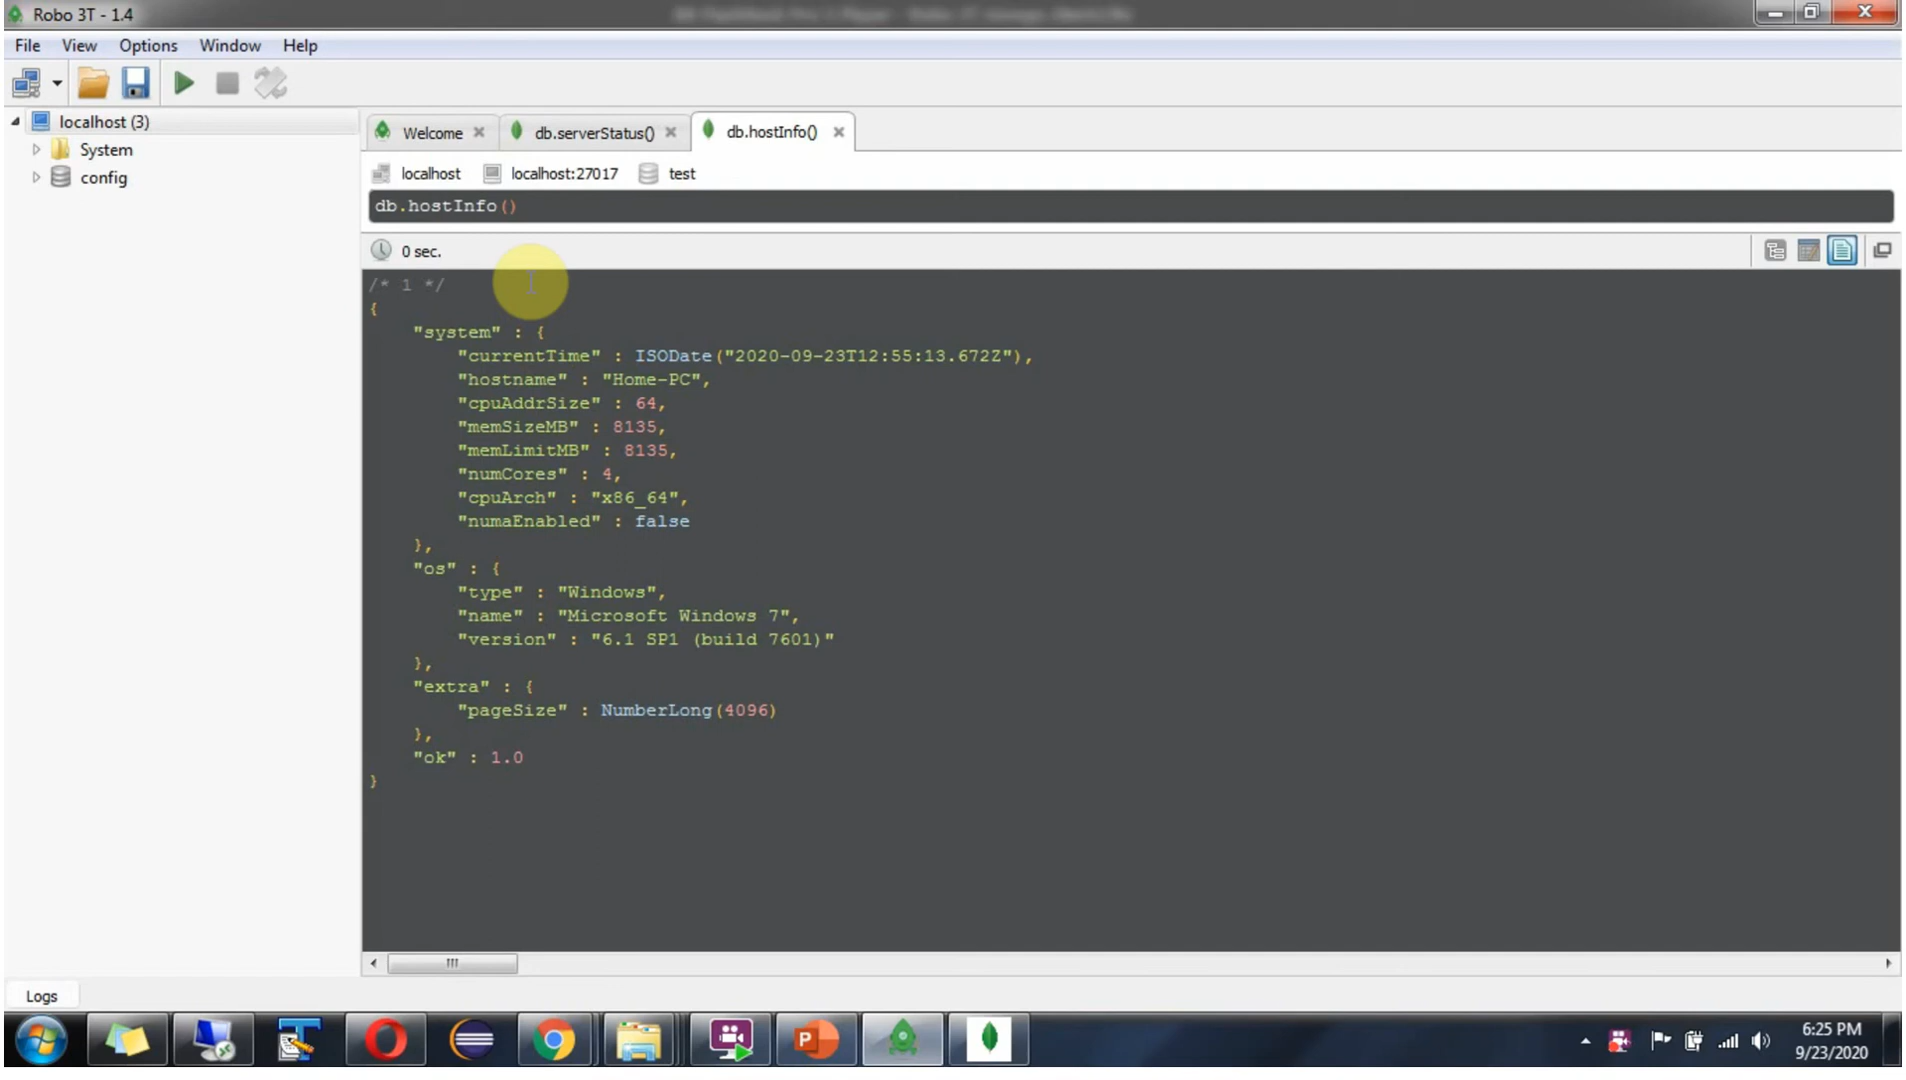 Robo 3T - 1.4
File View Options Window Help
localhost (3)
System
config
Welcome
db.serverStatus()
db.hostInfo()
localhost localhost:27017 test
db.hostInfo()
0 sec.
/* 1 */
{
"system" : {
"currentTime" : ISODate("2020-09-23T12:55:13.672Z"),
"hostname" : "Home-PC",
"cpuAddrSize" : 64,
"memSizeMB" : 8135,
"memLimitMB" : 8135,
"numCores" : 4,
"cpuArch" : "x86_64",
"numaEnabled" : false
},
"os" : {
"type" : "Windows",
"name" : "Microsoft Windows 7",
"version" : "6.1 SP1 (build 7601)"
},
"extra" : {
"pageSize" : NumberLong(4096)
},
"ok" : 1.0
}
Logs
6:25 PM
9/23/2020